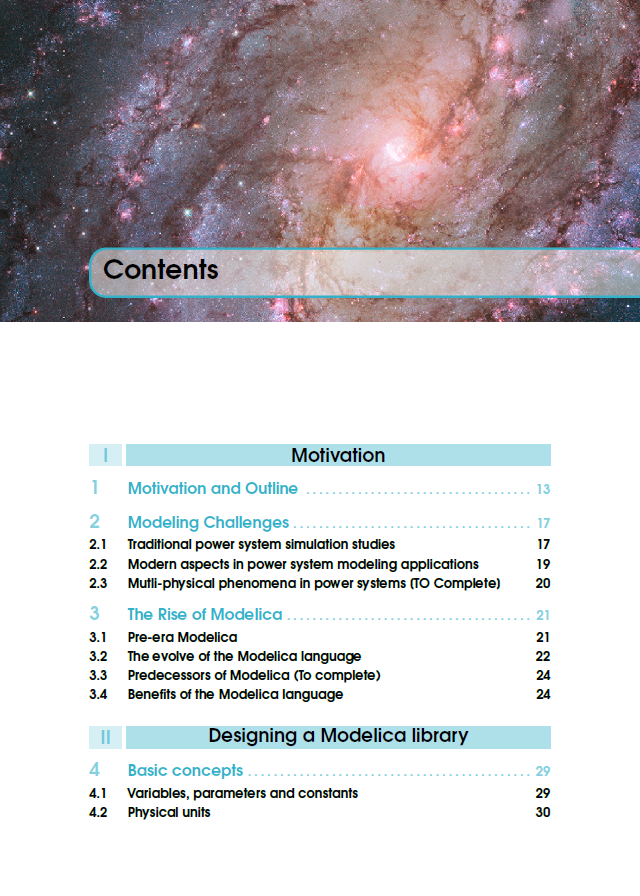 Contents
I Motivation
1 Motivation and Outline ................................. 13
2 Modeling Challenges ................................... 17
2.1 Traditional power system simulation studies 17
2.2 Modern aspects in power system modeling applications 19
2.3 Mutli-physical phenomena in power systems (TO Complete) 20
3 The Rise of Modelica ................................... 21
3.1 Pre-era Modelica 21
3.2 The evolve of the Modelica language 22
3.3 Predecessors of Modelica (To complete) 24
3.4 Benefits of the Modelica language 24
II Designing a Modelica library
4 Basic concepts ......................................... 29
4.1 Variables, parameters and constants 29
4.2 Physical units 30